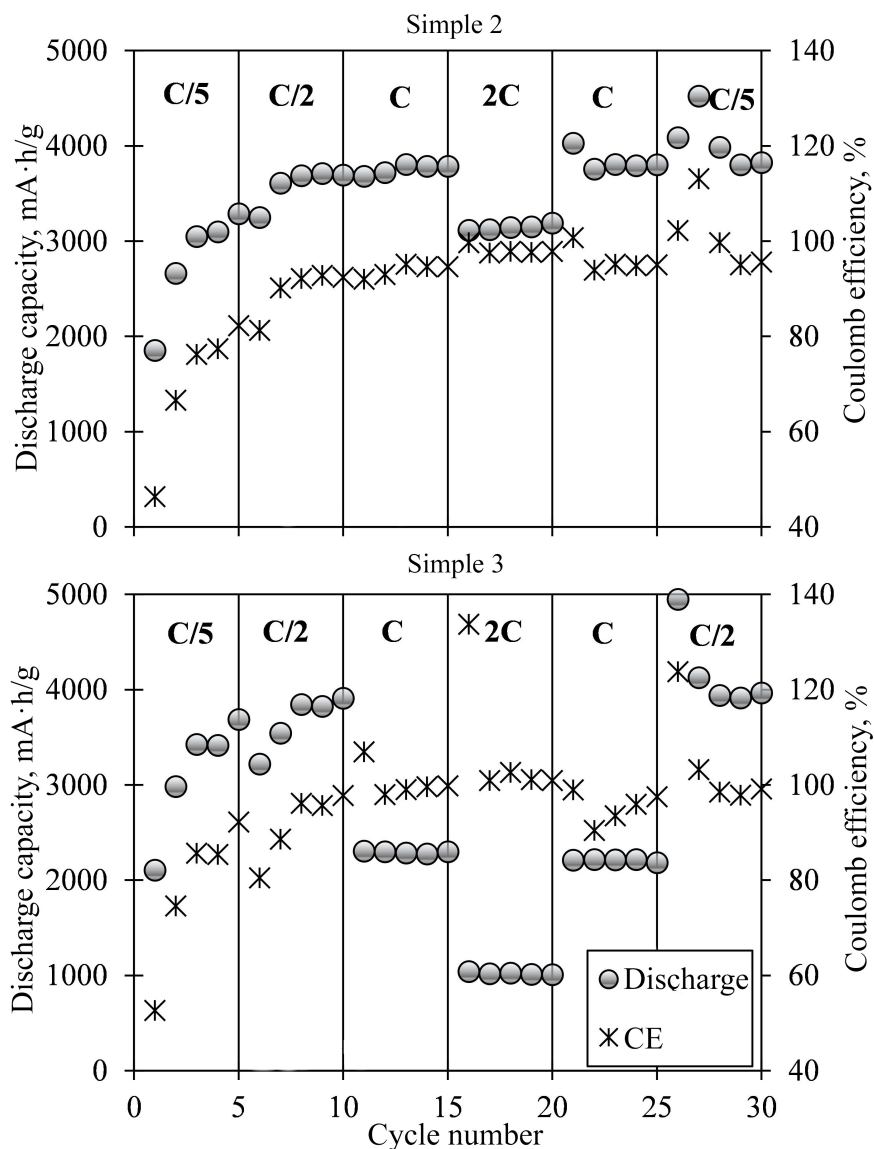 Simple 2
Discharge capacity, mA·h/g
5000
4000
3000
2000
1000
0
C/5
C/2
C
2C
C
C/5
140
120
100
80
60
40
Coulomb efficiency, %
Simple 3
Discharge capacity, mA·h/g
5000
4000
3000
2000
1000
0
C/5
C/2
C
2C
C
C/2
140
120
100
80
60
40
Coulomb efficiency, %
Discharge
CE
0 5 10 15 20 25 30
Cycle number